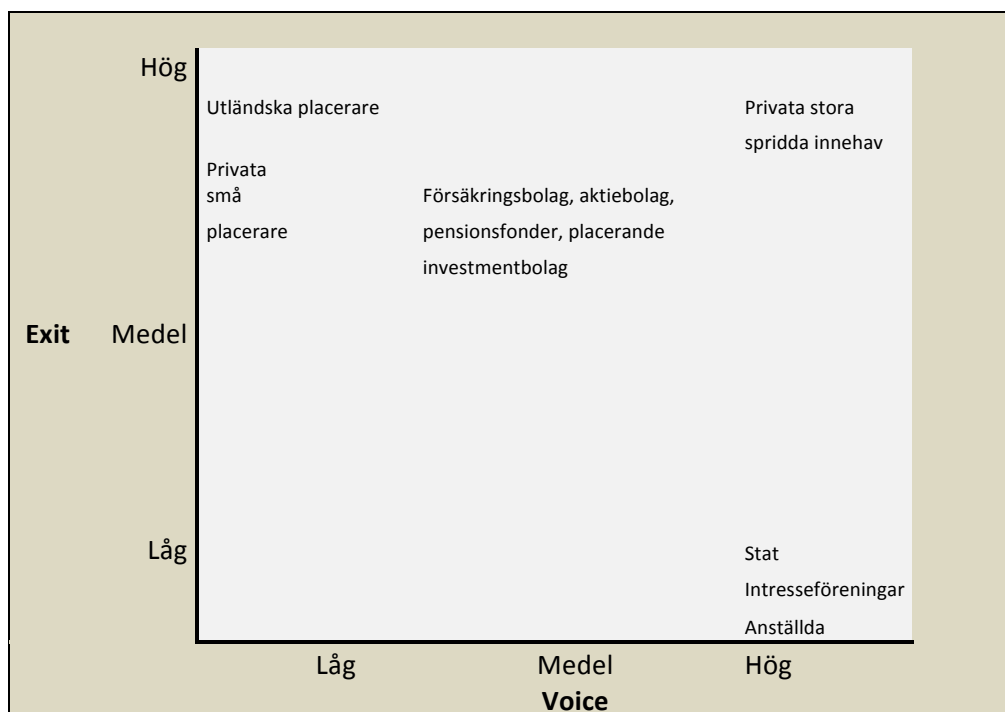 Hög
Utländska placerare
Privata stora
spridda innehav
Privata
små
placerare
Försäkringsbolag, aktiebolag,
pensionsfonder, placerande
investmentbolag
Exit
Medel
Låg
Stat
Intresseföreningar
Anställda
Låg
Medel
Hög
Voice